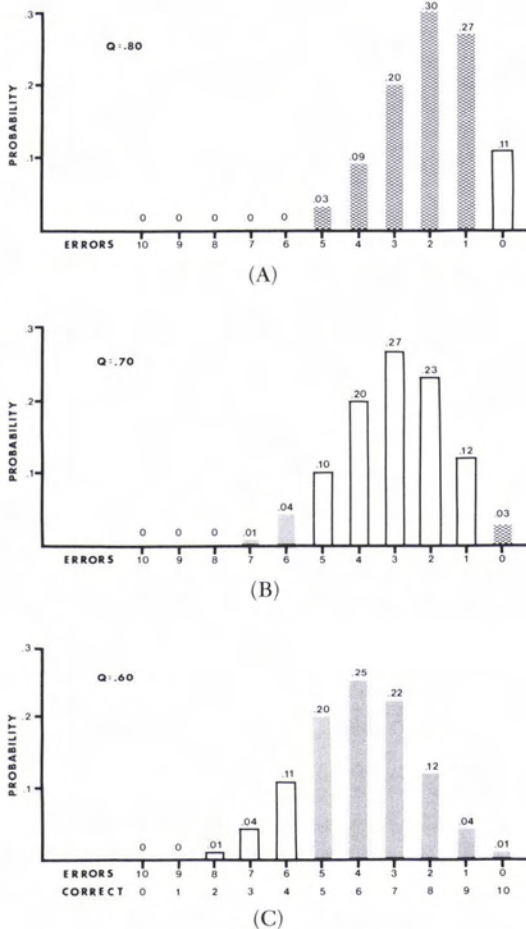 .3
.30
.27
Q=.80
.2
.20
PROBABILITY
.1
.11
.09
.03
0 0 0 0 0
ERRORS 10 9 8 7 6 5 4 3 2 1 0
(A)
.3
.27
Q=.70
.23
.2
.20
PROBABILITY
.12
.1
.10
.04
.03
.01
0 0 0
ERRORS 10 9 8 7 6 5 4 3 2 1 0
(B)
.3
Q=.60
.25
.22
.2
.20
PROBABILITY
.12
.11
.1
.04
.04
.01
.01
0 0
ERRORS 10 9 8 7 6 5 4 3 2 1 0
CORRECT 0 1 2 3 4 5 6 7 8 9 10
(C)